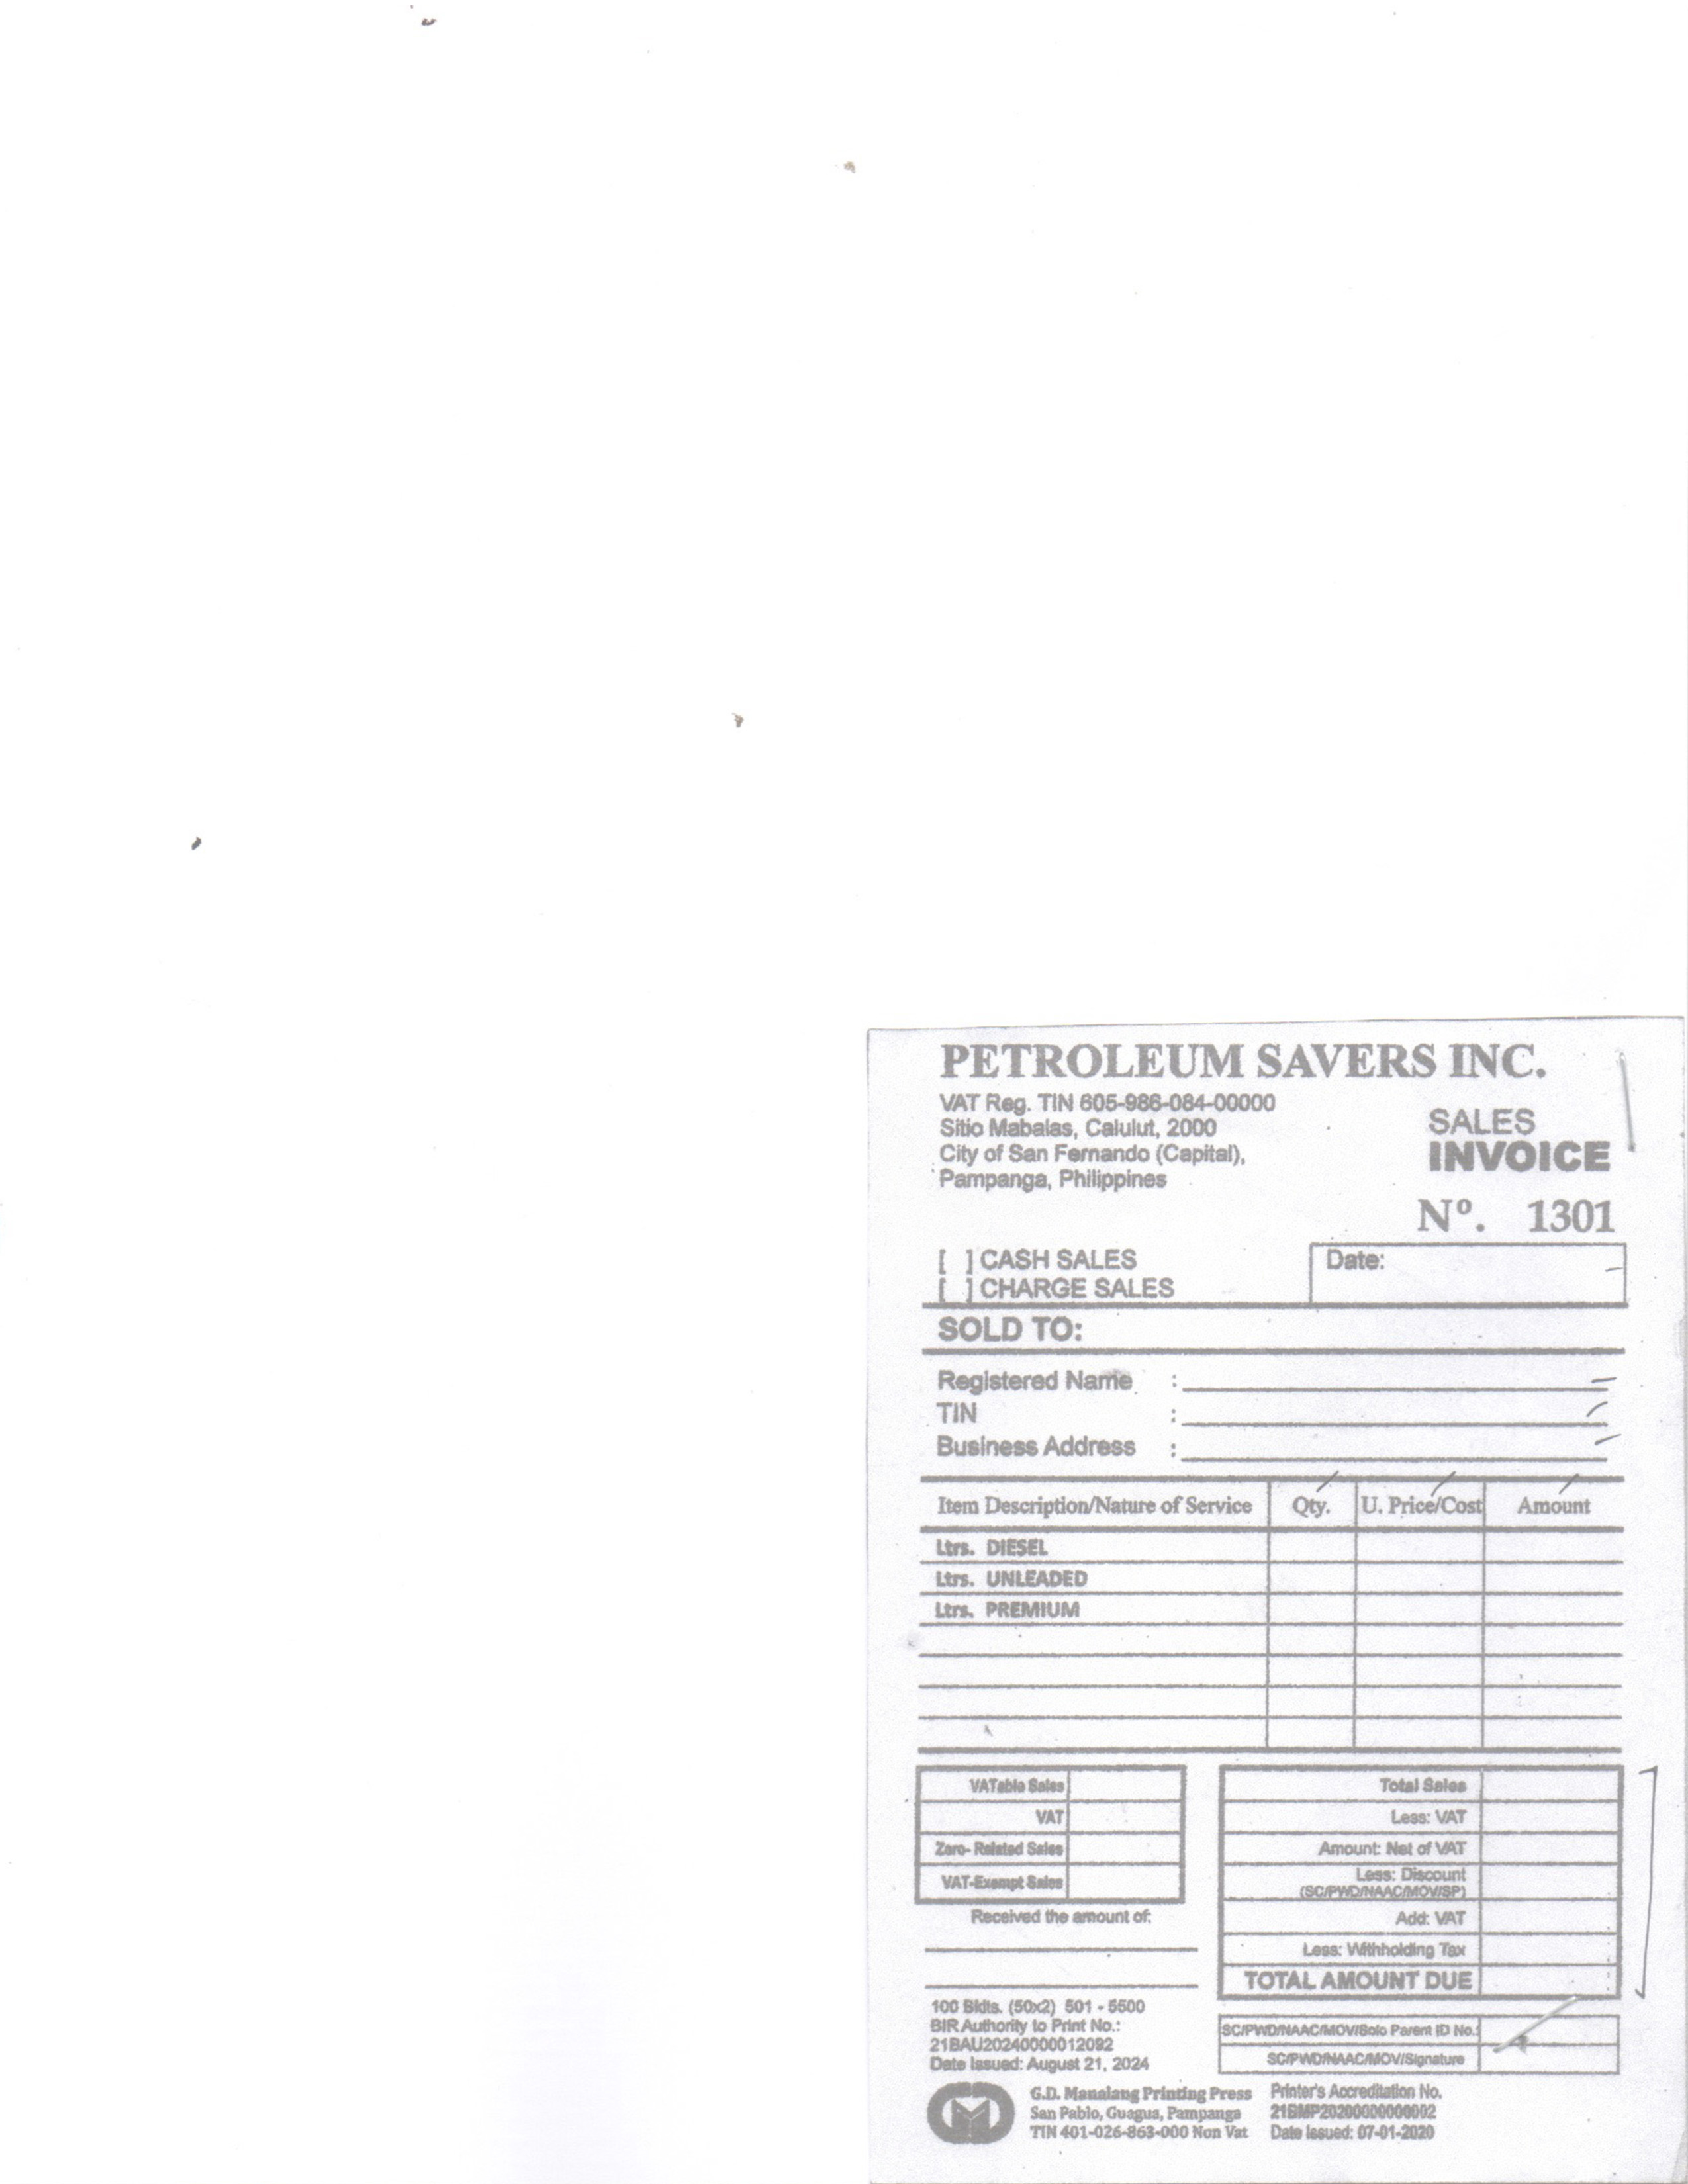 PETROLEUM SAVERS INC.
VAT Reg. TIN 605-986-084-00000
Sitio Mabalas, Calulut, 2000
City of San Fernando (Capital),
Pampanga, Philippines
SALES
INVOICE
Nº. 1301
[ ] CASH SALES
[ ] CHARGE SALES
Date:
SOLD TO:
Registered Name :
TIN :
Business Address :
Item Description/Nature of Service Qty. U. Price/Cost Amount
Ltrs. DIESEL
Ltrs. UNLEADED
Ltrs. PREMIUM
VATable Sales
VAT
Zero- Related Sales
VAT-Exempt Sales
Received the amount of:
Total Sales
Less: VAT
Amount: Net of VAT
Less: Discount
(SC/PWD/NAAC/MOV/SP)
Add: VAT
Less: Withholding Tax
TOTAL AMOUNT DUE
100 Bklts. (50x2) 501 - 5500
BIR Authority to Print No.:
21BAU20240000012092
Date Issued: August 21, 2024
SC/PWD/NAAC/MOV/Solo Parent ID No.:
SC/PWD/NAAC/MOV/Signature
G.D. Manalang Printing Press
San Pablo, Guagua, Pampanga
TIN 401-026-863-000 Non Vat
Printer's Accreditation No.
21BMP20200000000002
Date Issued: 07-01-2020